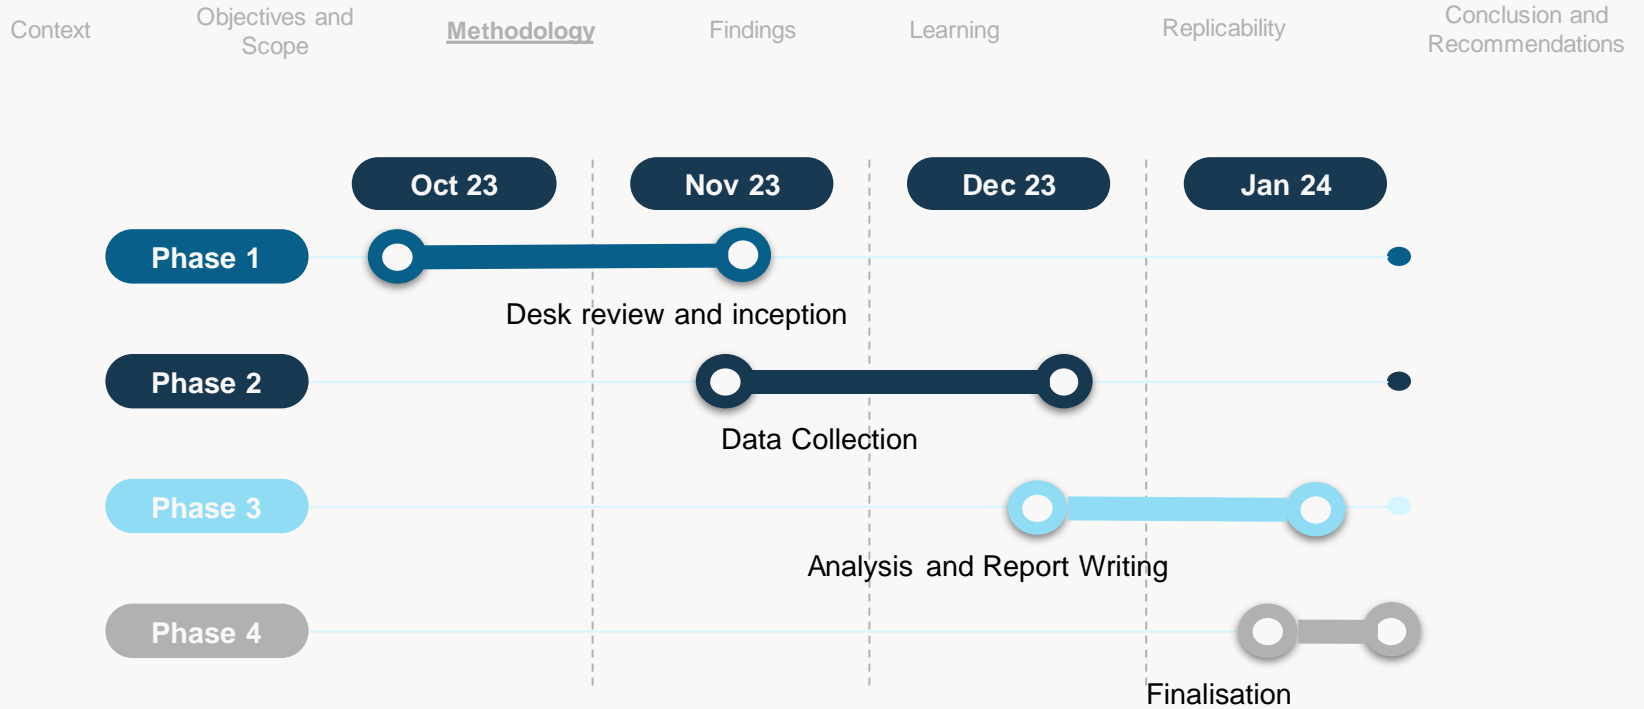 Context
Objectives and
Scope
Methodology
Findings
Learning
Replicability
Conclusion and
Recommendations
Oct 23
Nov 23
Dec 23
Jan 24
Phase 1
Desk review and inception
Phase 2
Data Collection
Phase 3
Analysis and Report Writing
Phase 4
Finalisation